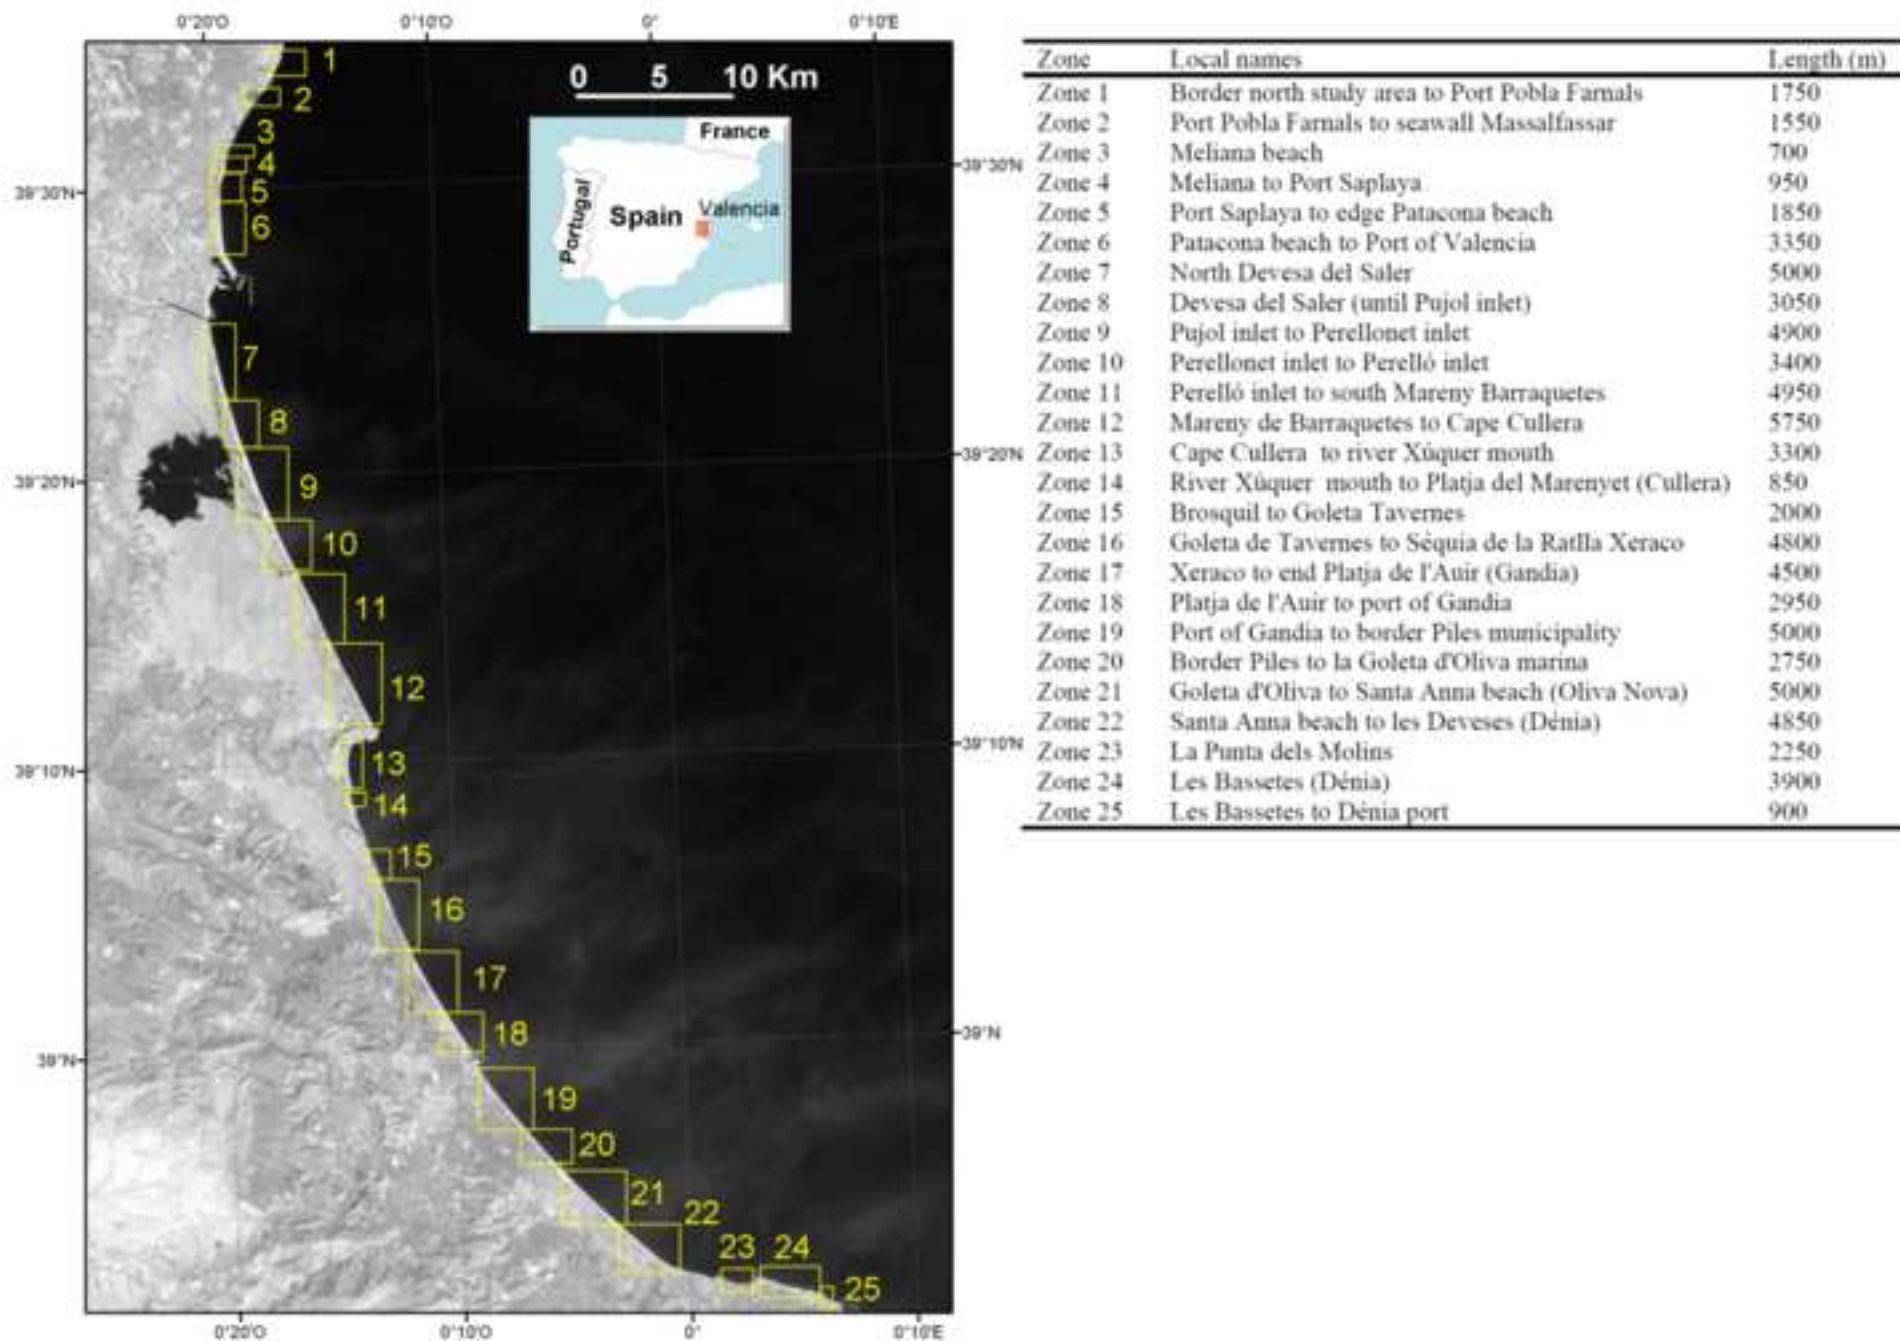 0°20'O 0°10'O 0° 0°10'E
0 5 10 Km
France
Portugal
Spain
Valencia
39°30'N
39°20'N
39°10'N
39°N
39°30'N
39°20'N
39°10'N
39°N
1
2
3
4
5
6
7
8
9
10
11
12
13
14
15
16
17
18
19
20
21
22
23
24
25
0°20'O 0°10'O 0° 0°10'E
Zone Local names Length (m)
Zone 1 Border north study area to Port Pobla Farnals 1750
Zone 2 Port Pobla Farnals to seawall Massalfassar 1550
Zone 3 Meliana beach 700
Zone 4 Meliana to Port Saplaya 950
Zone 5 Port Saplaya to edge Patacona beach 1850
Zone 6 Patacona beach to Port of Valencia 3350
Zone 7 North Devesa del Saler 5000
Zone 8 Devesa del Saler (until Pujol inlet) 3050
Zone 9 Pujol inlet to Perellonet inlet 4900
Zone 10 Perellonet inlet to Perelló inlet 3400
Zone 11 Perelló inlet to south Mareny Barraquetes 4950
Zone 12 Mareny de Barraquetes to Cape Cullera 5750
Zone 13 Cape Cullera to river Xúquer mouth 3300
Zone 14 River Xúquer mouth to Platja del Marenyet (Cullera) 850
Zone 15 Brosquil to Goleta Tavernes 2000
Zone 16 Goleta de Tavernes to Séquia de la Ratlla Xeraco 4800
Zone 17 Xeraco to end Platja de l'Auir (Gandia) 4500
Zone 18 Platja de l'Auir to port of Gandia 2950
Zone 19 Port of Gandia to border Piles municipality 5000
Zone 20 Border Piles to la Goleta d'Oliva marina 2750
Zone 21 Goleta d'Oliva to Santa Anna beach (Oliva Nova) 5000
Zone 22 Santa Anna beach to les Deveses (Dénia) 4850
Zone 23 La Punta dels Molins 2250
Zone 24 Les Bassetes (Dénia) 3900
Zone 25 Les Bassetes to Dénia port 900